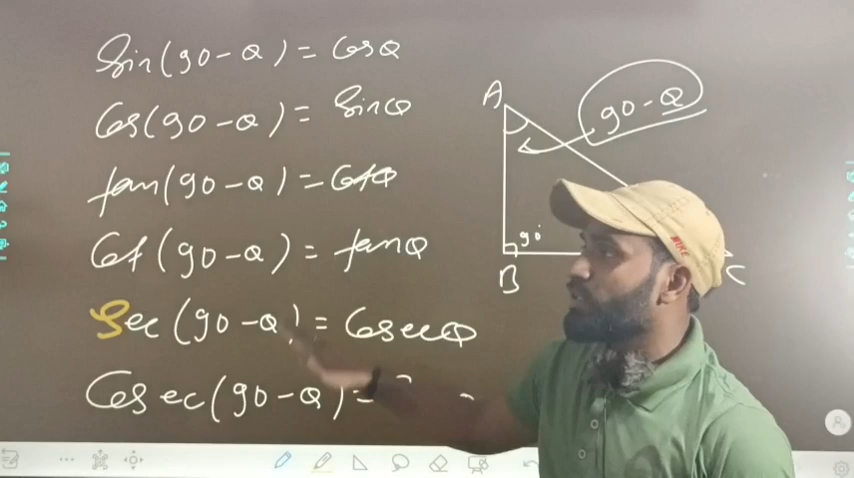 Sin(90-θ) = Cosθ
Cos(90-θ) = Sinθ
tan(90-θ) = Cotθ
Cot(90-θ) = tanθ
Sec(90-θ) = Cosecθ
Cosec(90-θ) =
A
90-θ
90°
B
C
NIKE